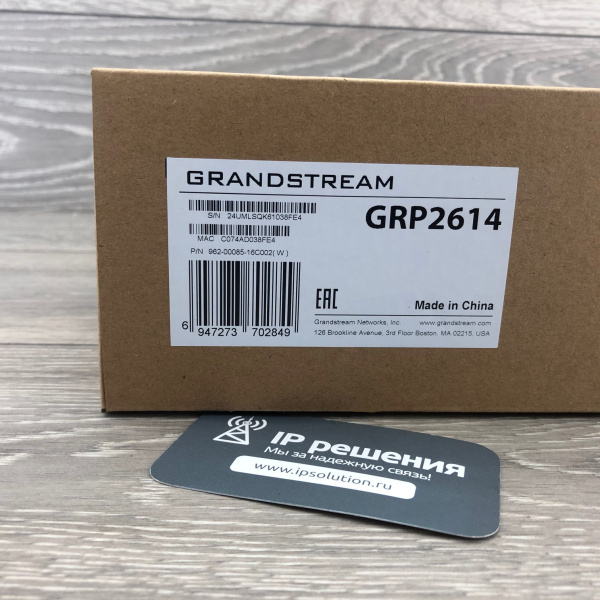 GRANDSTREAM
S/N 24UMLSQK61038FE4
GRP2614
MAC C074AD038FE4
P/N 962-00085-16C002( W )
EAC
Made in China
6 947273 702849
Grandstream Networks, Inc. www.grandstream.com
126 Brookline Avenue, 3rd Floor Boston, MA 02215, USA
IP решения
Мы за надежную связь!
www.ipsolution.ru